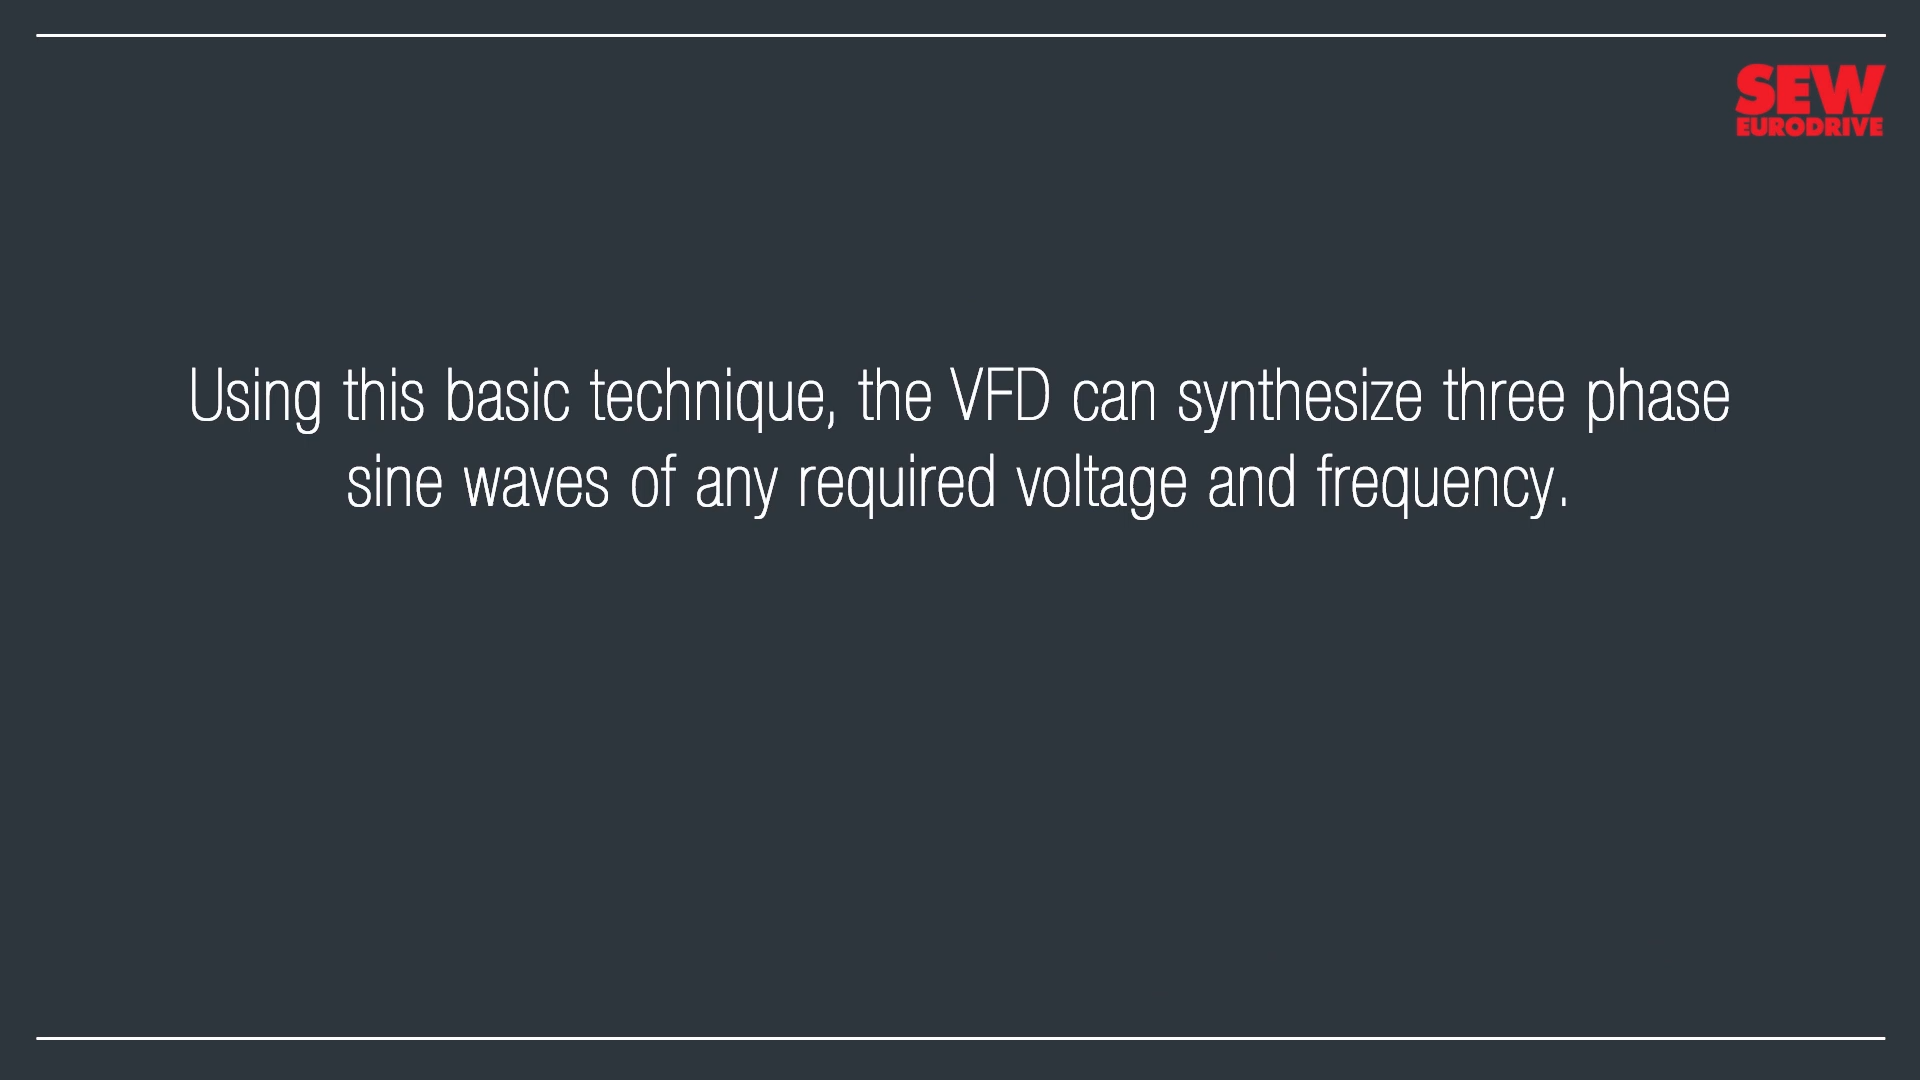 SEW
EURODRIVE
Using this basic technique, the VFD can synthesize three phase
sine waves of any required voltage and frequency.